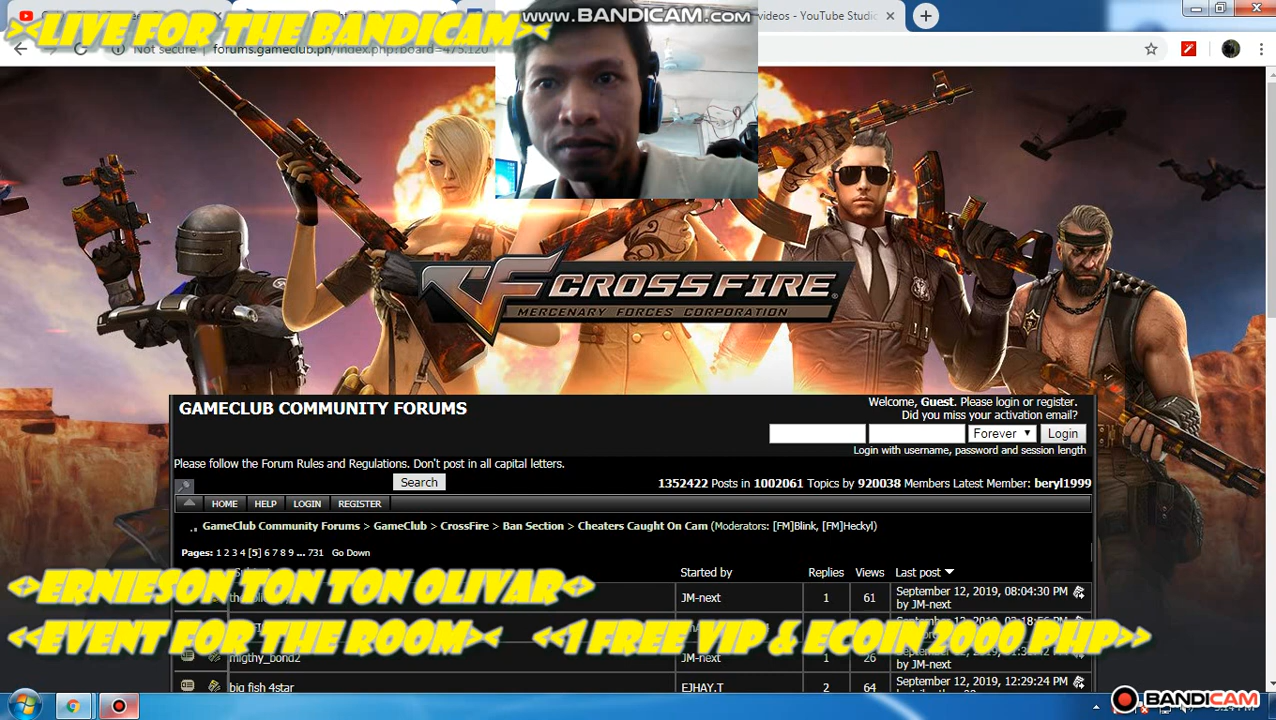 ><LIVE FOR THE BANDICAM><
WWW.BANDICAM.COM
videos - YouTube Studio
Not secure
forums.gameclub.ph/index.php?board=475.120
CF CROSSFIRE
MERCENARY FORCES CORPORATION
GAMECLUB COMMUNITY FORUMS
Welcome, Guest. Please login or register.
Did you miss your activation email?
Forever
Login
Login with username, password and session length
Please follow the Forum Rules and Regulations. Don't post in all capital letters.
Search
1352422 Posts in 1002061 Topics by 920038 Members Latest Member: beryl1999
HOME HELP LOGIN REGISTER
GameClub Community Forums > GameClub > CrossFire > Ban Section > Cheaters Caught On Cam (Moderators: [FM]Blink, [FM]Heckyl)
Pages: 1 2 3 4 [5] 6 7 8 9 ... 731 Go Down
Started by Replies Views Last post
<>ERNIESON TON TON OLIVAR<>
JM-next 1 61 September 12, 2019, 08:04:30 PM
by JM-next
<<EVENT FOR THE ROOM>< <<1 FREE VIP & ECOIN 2000 PHP>>
migthy_bond2 JM-next 1 26
by JM-next
big fish 4star EJHAY.T 2 64 September 12, 2019, 12:29:24 PM
BANDICAM